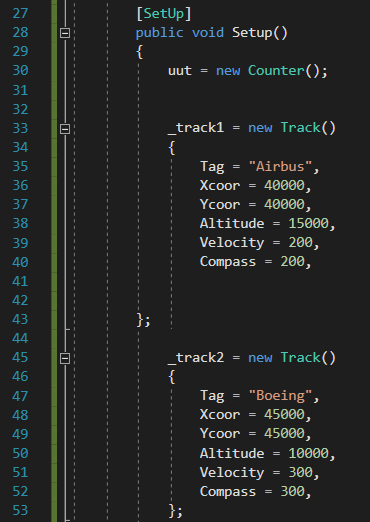 27 [SetUp]
28 public void Setup()
29 {
30 uut = new Counter();
31
32
33 _track1 = new Track()
34 {
35 Tag = "Airbus",
36 Xcoor = 40000,
37 Ycoor = 40000,
38 Altitude = 15000,
39 Velocity = 200,
40 Compass = 200,
41
42
43 };
44
45 _track2 = new Track()
46 {
47 Tag = "Boeing",
48 Xcoor = 45000,
49 Ycoor = 45000,
50 Altitude = 10000,
51 Velocity = 300,
52 Compass = 300,
53 };